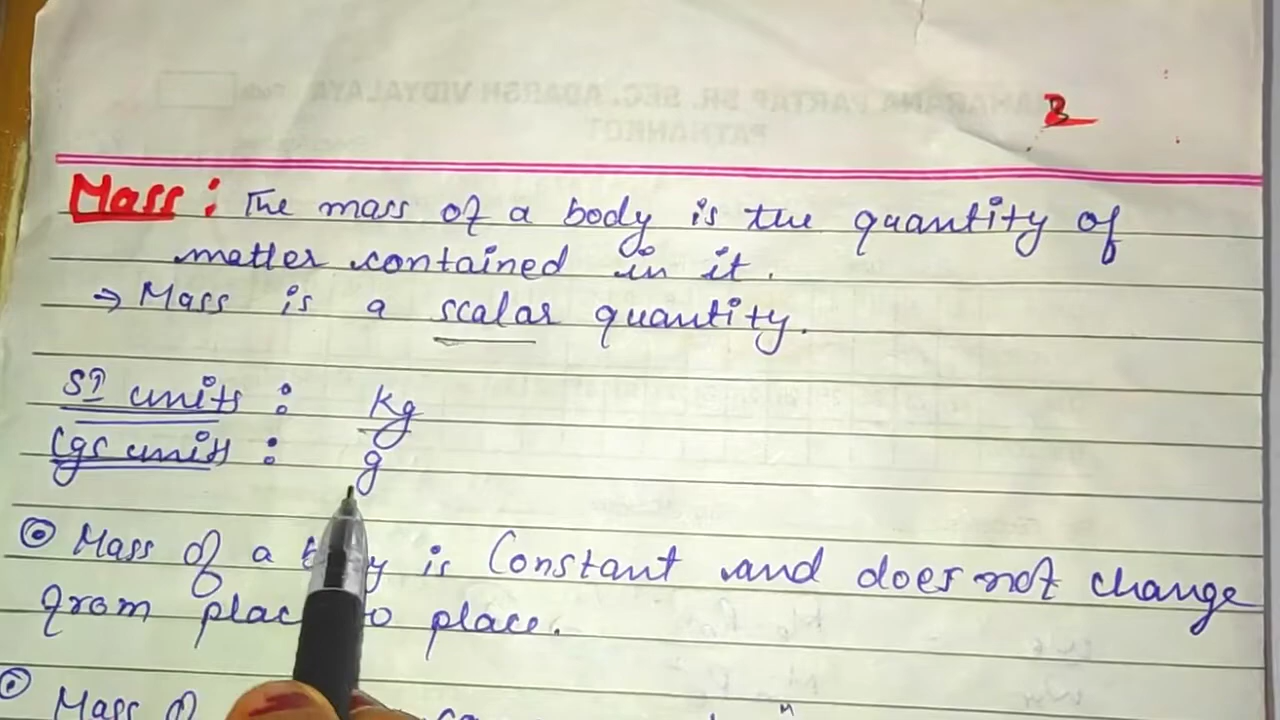 3
Mass : The mass of a body is the quantity of
matter contained in it.
→ Mass is a scalar quantity.
SI units : Kg
Cgs units : g
Mass of a is Constant and does not change
from place.
Mass